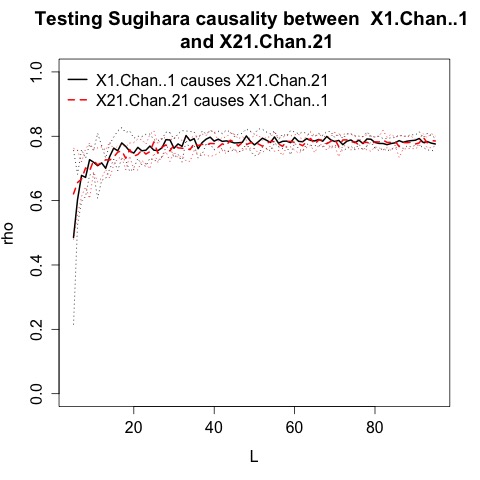 Testing Sugihara causality between  X1.Chan..1
and X21.Chan.21
X1.Chan..1 causes X21.Chan.21
X21.Chan.21 causes X1.Chan..1
1.0
0.8
0.6
0.4
0.2
0.0
rho
20
40
60
80
L